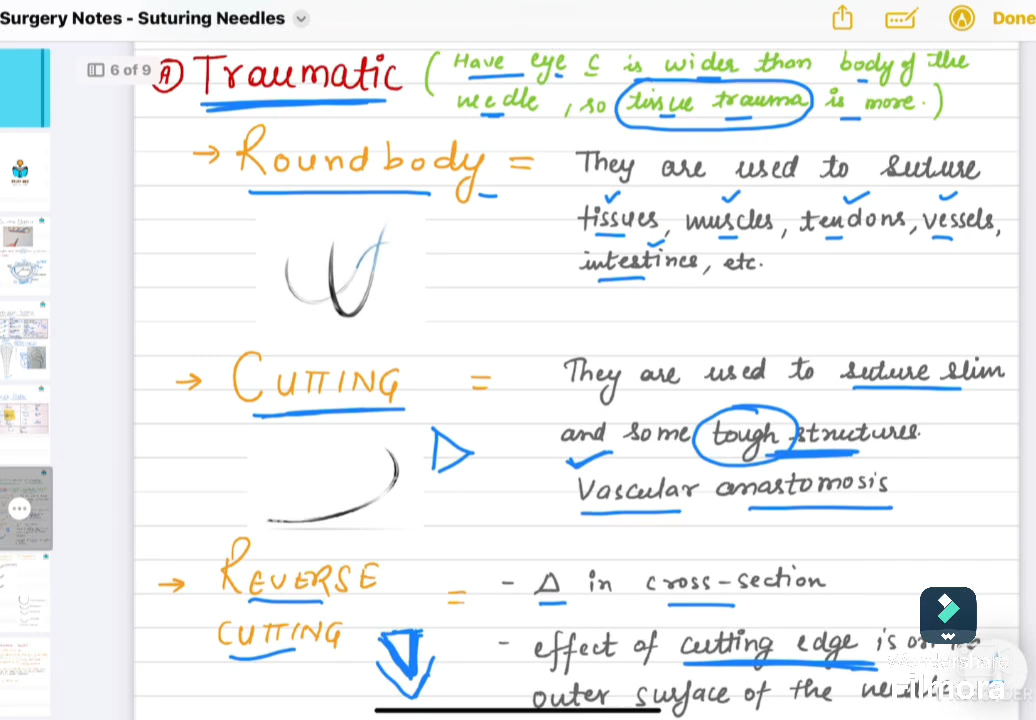 Surgery Notes - Suturing Needles
Done
6 of 9
A) Traumatic (Have eye c̄ is wider than body of the
needle, so tissue trauma is more.)
→ Round body = They are used to suture
tissues, muscles, tendons, vessels,
intestines, etc.
→ CUTTING = They are used to suture slim
and some tough structures.
Vascular anastomosis
→ REVERSE
CUTTING = - Δ in cross-section
- effect of cutting edge is
outer surface of the
Wondershare
Filmora